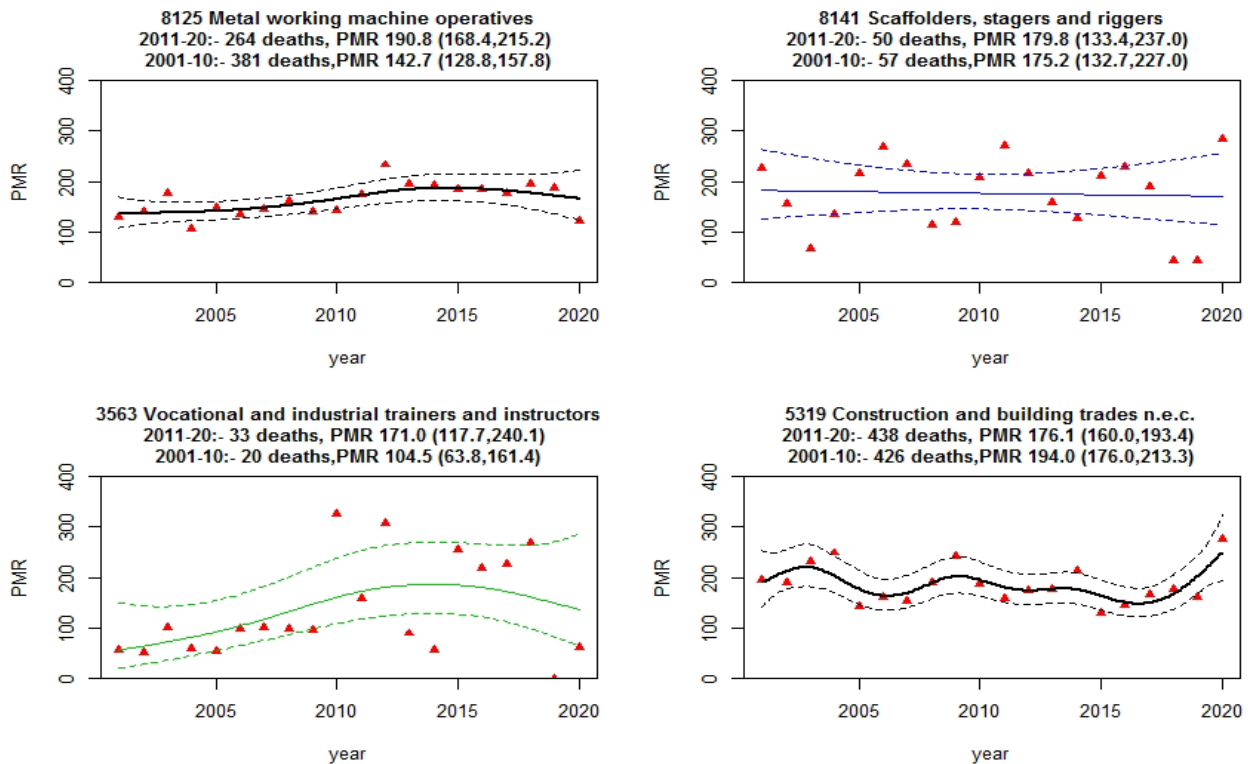 8125 Metal working machine operatives
2011-20:- 264 deaths, PMR 190.8 (168.4,215.2)
2001-10:- 381 deaths,PMR 142.7 (128.8,157.8)
400
300
200
100
0
PMR
2005
2010
2015
2020
year
8141 Scaffolders, stagers and riggers
2011-20:- 50 deaths, PMR 179.8 (133.4,237.0)
2001-10:- 57 deaths,PMR 175.2 (132.7,227.0)
400
300
200
100
0
PMR
2005
2010
2015
2020
year
3563 Vocational and industrial trainers and instructors
2011-20:- 33 deaths, PMR 171.0 (117.7,240.1)
2001-10:- 20 deaths,PMR 104.5 (63.8,161.4)
400
300
200
100
0
PMR
2005
2010
2015
2020
year
5319 Construction and building trades n.e.c.
2011-20:- 438 deaths, PMR 176.1 (160.0,193.4)
2001-10:- 426 deaths,PMR 194.0 (176.0,213.3)
400
300
200
100
0
PMR
2005
2010
2015
2020
year